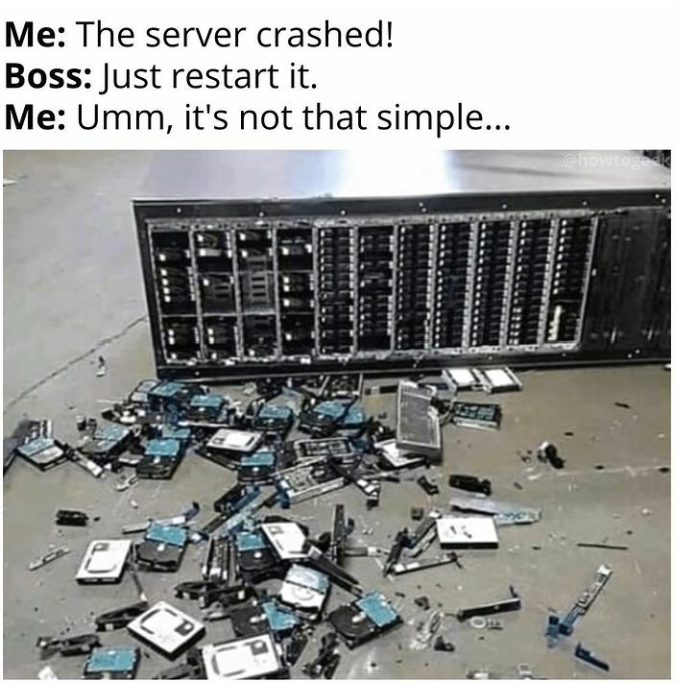 Me: The server crashed!
Boss: Just restart it.
Me: Umm, it's not that simple...